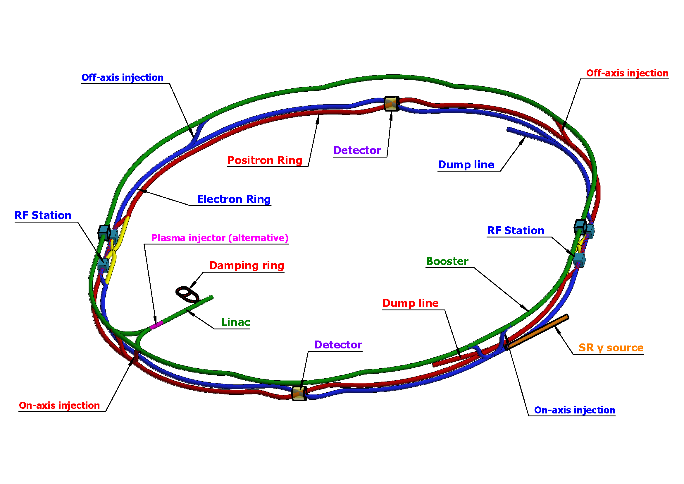 Off-axis injection
Off-axis injection
Positron Ring
Detector
Dump line
Electron Ring
RF Station
Plasma injector (alternative)
RF Station
Damping ring
Booster
Dump line
Linac
Detector
SR γ source
On-axis injection
On-axis injection